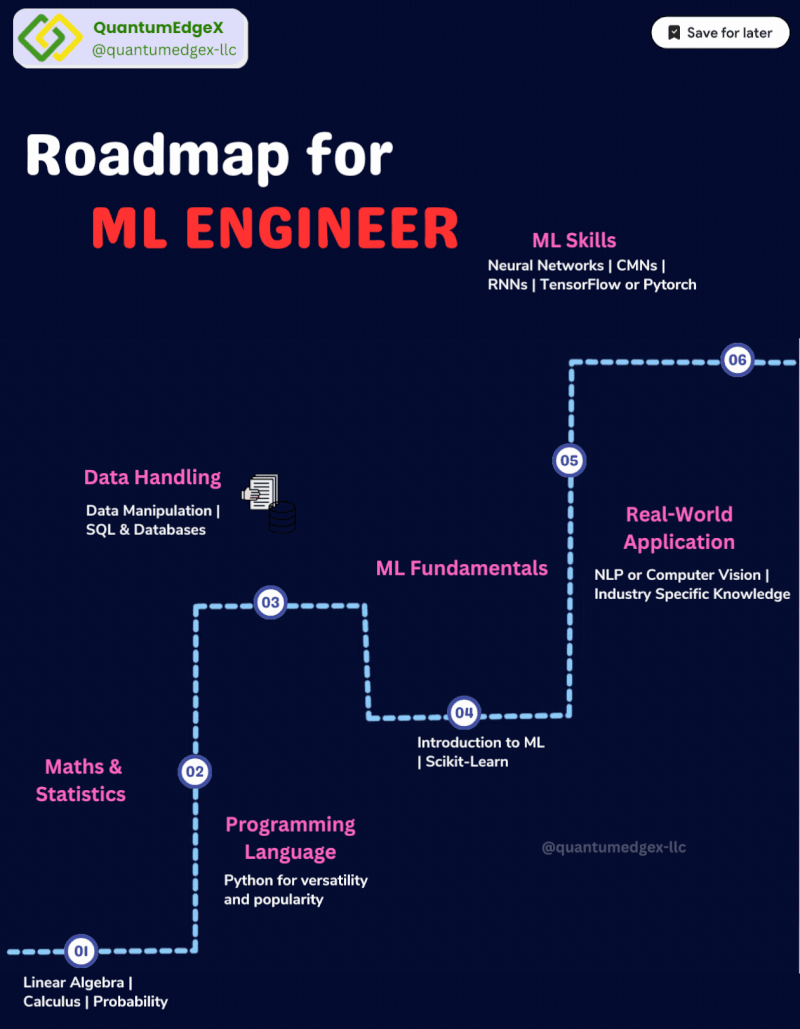 QuantumEdgeX
@quantumedgex-llc
Save for later
Roadmap for
ML ENGINEER
ML Skills
Neural Networks | CMNs |
RNNs | TensorFlow or Pytorch
06
05
Data Handling
Data Manipulation |
SQL & Databases
Real-World
Application
NLP or Computer Vision |
Industry Specific Knowledge
ML Fundamentals
03
04
Introduction to ML
| Scikit-Learn
Maths &
Statistics
02
Programming
Language
Python for versatility
and popularity
@quantumedgex-llc
01
Linear Algebra |
Calculus | Probability